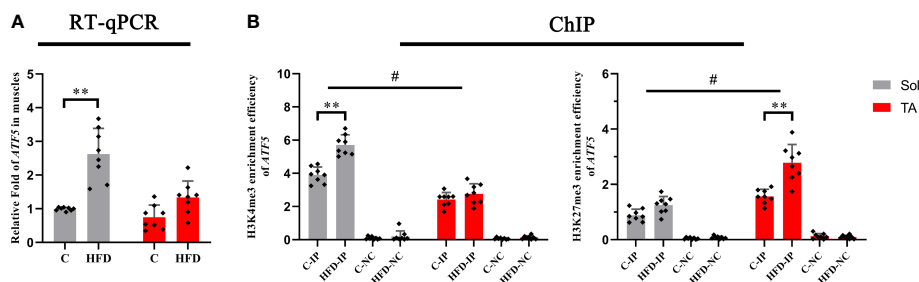 A
RT-qPCR
Relative Fold of ATF5 in muscles
5
4
3
2
1
0
**
C
HFD
C
HFD
B
ChIP
H3K4me3 enrichment efficiency
of ATF5
10
8
6
4
2
0
#
**
C-IP
HFD-IP
C-NC
HFD-NC
C-IP
HFD-IP
C-NC
HFD-NC
H3K27me3 enrichment efficiency
of ATF5
6
4
2
0
#
**
C-IP
HFD-IP
C-NC
HFD-NC
C-IP
HFD-IP
C-NC
HFD-NC
Sol
TA